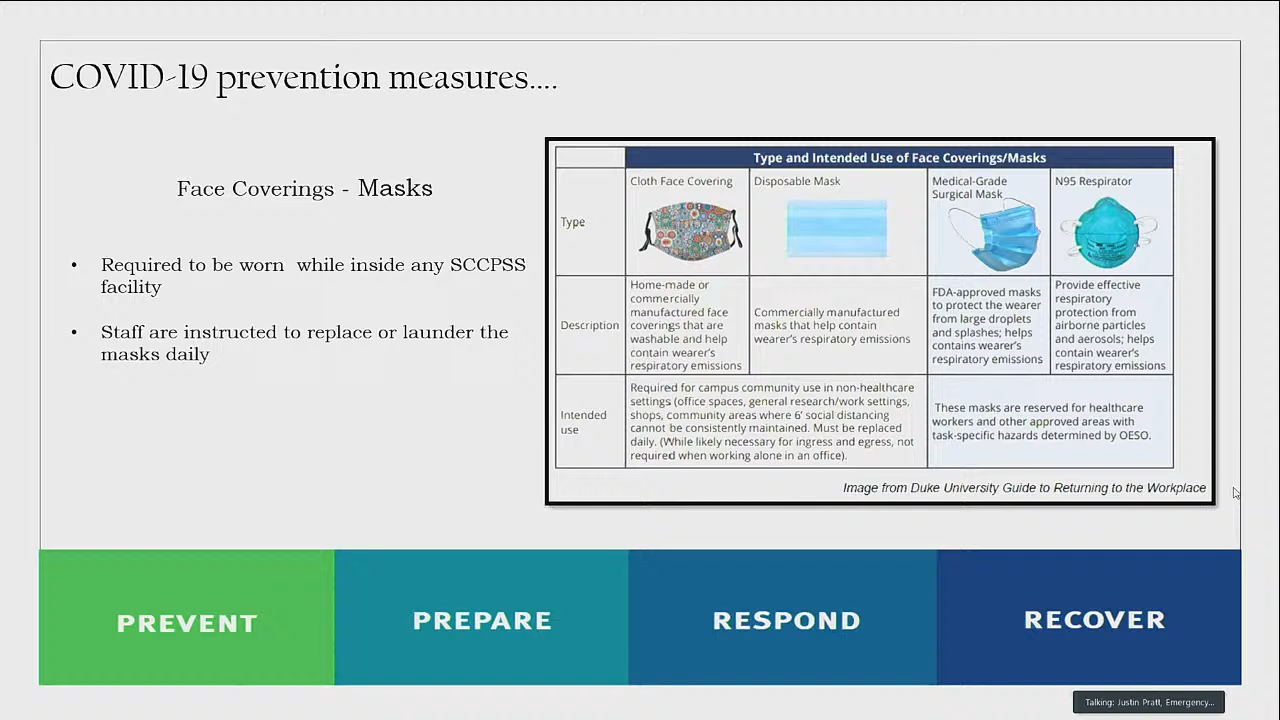 COVID-19 prevention measures....
Face Coverings - Masks
• Required to be worn while inside any SCCPSS
facility
• Staff are instructed to replace or launder the
masks daily
Type and Intended Use of Face Coverings/Masks
Type
Cloth Face Covering
Disposable Mask
Medical-Grade
Surgical Mask
N95 Respirator
Description
Home-made or
commercially
manufactured face
coverings that are
washable and help
contain wearer's
respiratory emissions
Commercially manufactured
masks that help contain
wearer's respiratory emissions
FDA-approved masks
to protect the wearer
from large droplets
and splashes; helps
contains wearer's
respiratory emissions
Provide effective
respiratory
protection from
airborne particles
and aerosols; helps
contain wearer's
respiratory emissions
Intended
use
Required for campus community use in non-healthcare
settings (office spaces, general research/work settings,
shops, community areas where 6' social distancing
cannot be consistently maintained. Must be replaced
daily. (While likely necessary for ingress and egress, not
required when working alone in an office).
These masks are reserved for healthcare
workers and other approved areas with
task-specific hazards determined by OESO.
Image from Duke University Guide to Returning to the Workplace
PREVENT
PREPARE
RESPOND
RECOVER
Talking: Justin Pratt, Emergency...